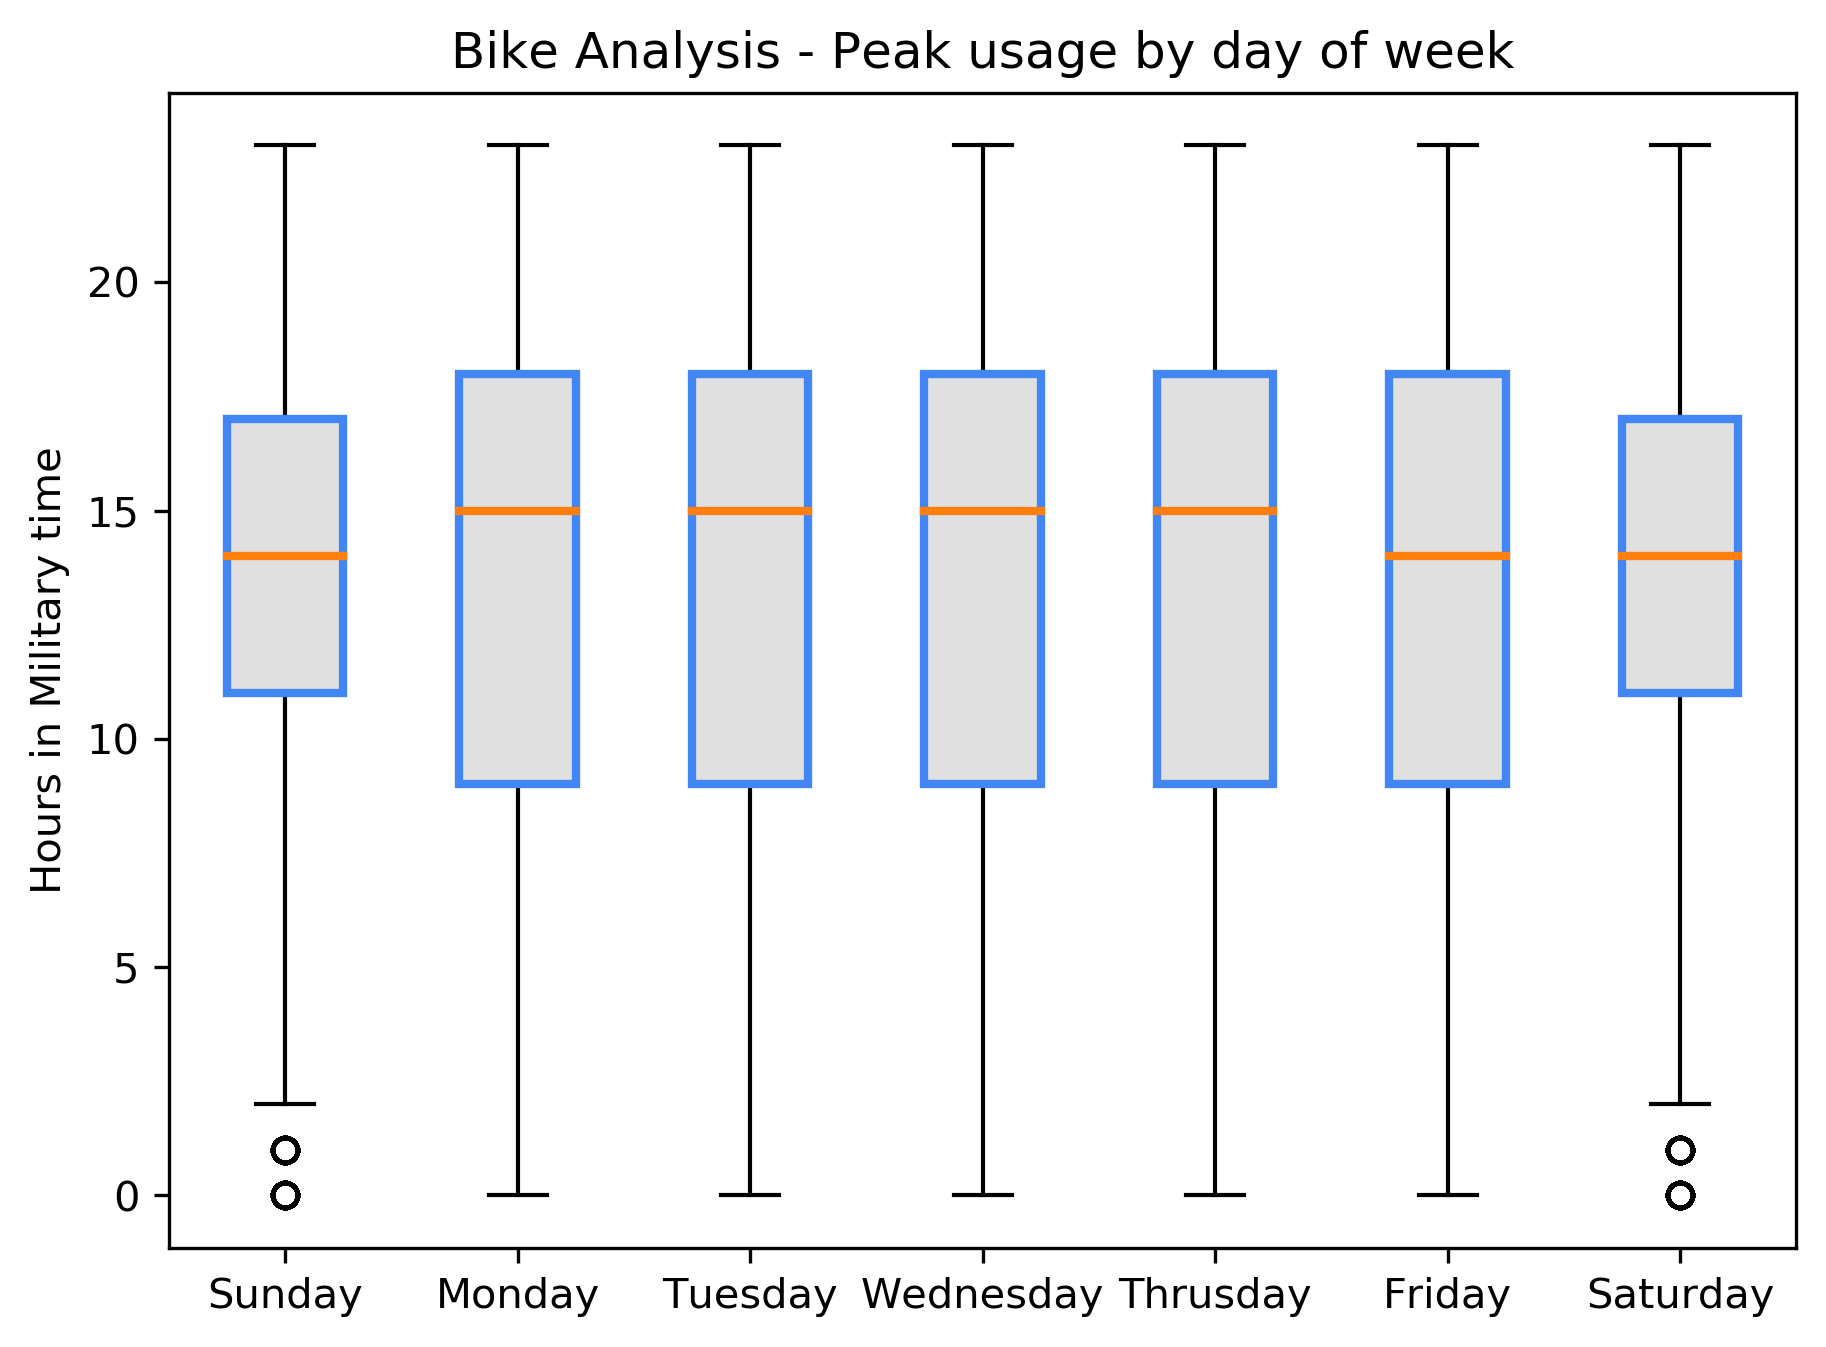 Bike Analysis - Peak usage by day of week
Hours in Military time
20
15
10
5
0
Sunday Monday Tuesday Wednesday Thrusday Friday Saturday